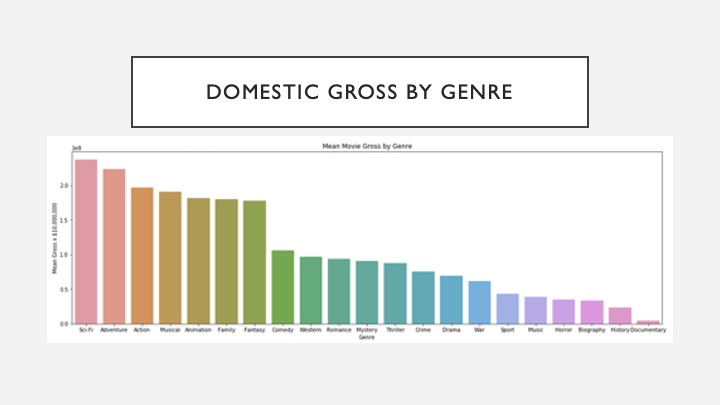 DOMESTIC GROSS BY GENRE
Mean Movie Gross by Genre
1e8
2.0
1.5
1.0
0.5
0.0
Mean Gross x $10,000,000
Sci-Fi Adventure Action Musical Animation Family Fantasy Comedy Western Romance Mystery Thriller Crime Drama War Sport Music Horror Biography History Documentary
Genre